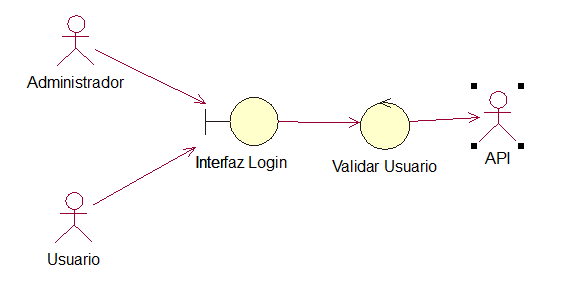 Administrador
Interfaz Login
Validar Usuario
API
Usuario